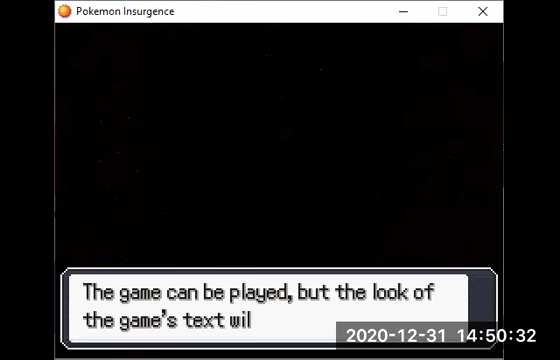 Pokemon Insurgence
The game can be played, but the look of
the game's text wil
2020-12-31 14:50:32